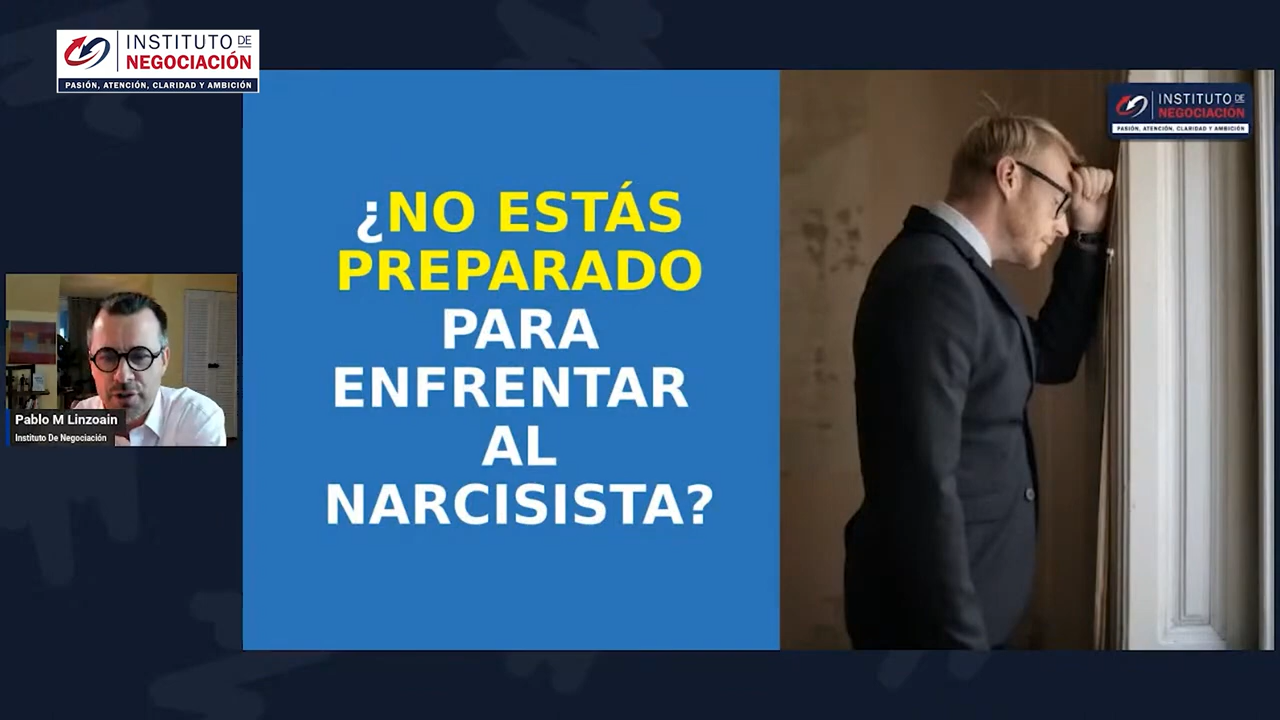 INSTITUTO DE
NEGOCIACIÓN
PASIÓN, ATENCIÓN, CLARIDAD Y AMBICIÓN
INSTITUTO DE
NEGOCIACIÓN
PASIÓN, ATENCIÓN, CLARIDAD Y AMBICIÓN
¿NO ESTÁS
PREPARADO
PARA
ENFRENTAR
AL
NARCISISTA?
Pablo M Linzoain
Instituto De Negociación